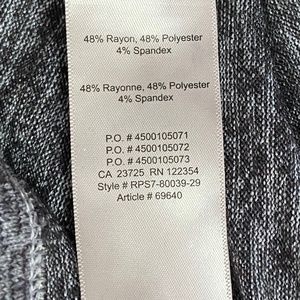 48% Rayon, 48% Polyester
4% Spandex
48% Rayonne, 48% Polyester
4% Spandex
P.O. # 4500105071
P.O. # 4500105072
P.O. # 4500105073
CA 23725 RN 122354
Style # RPS7-80039-29
Article # 69640